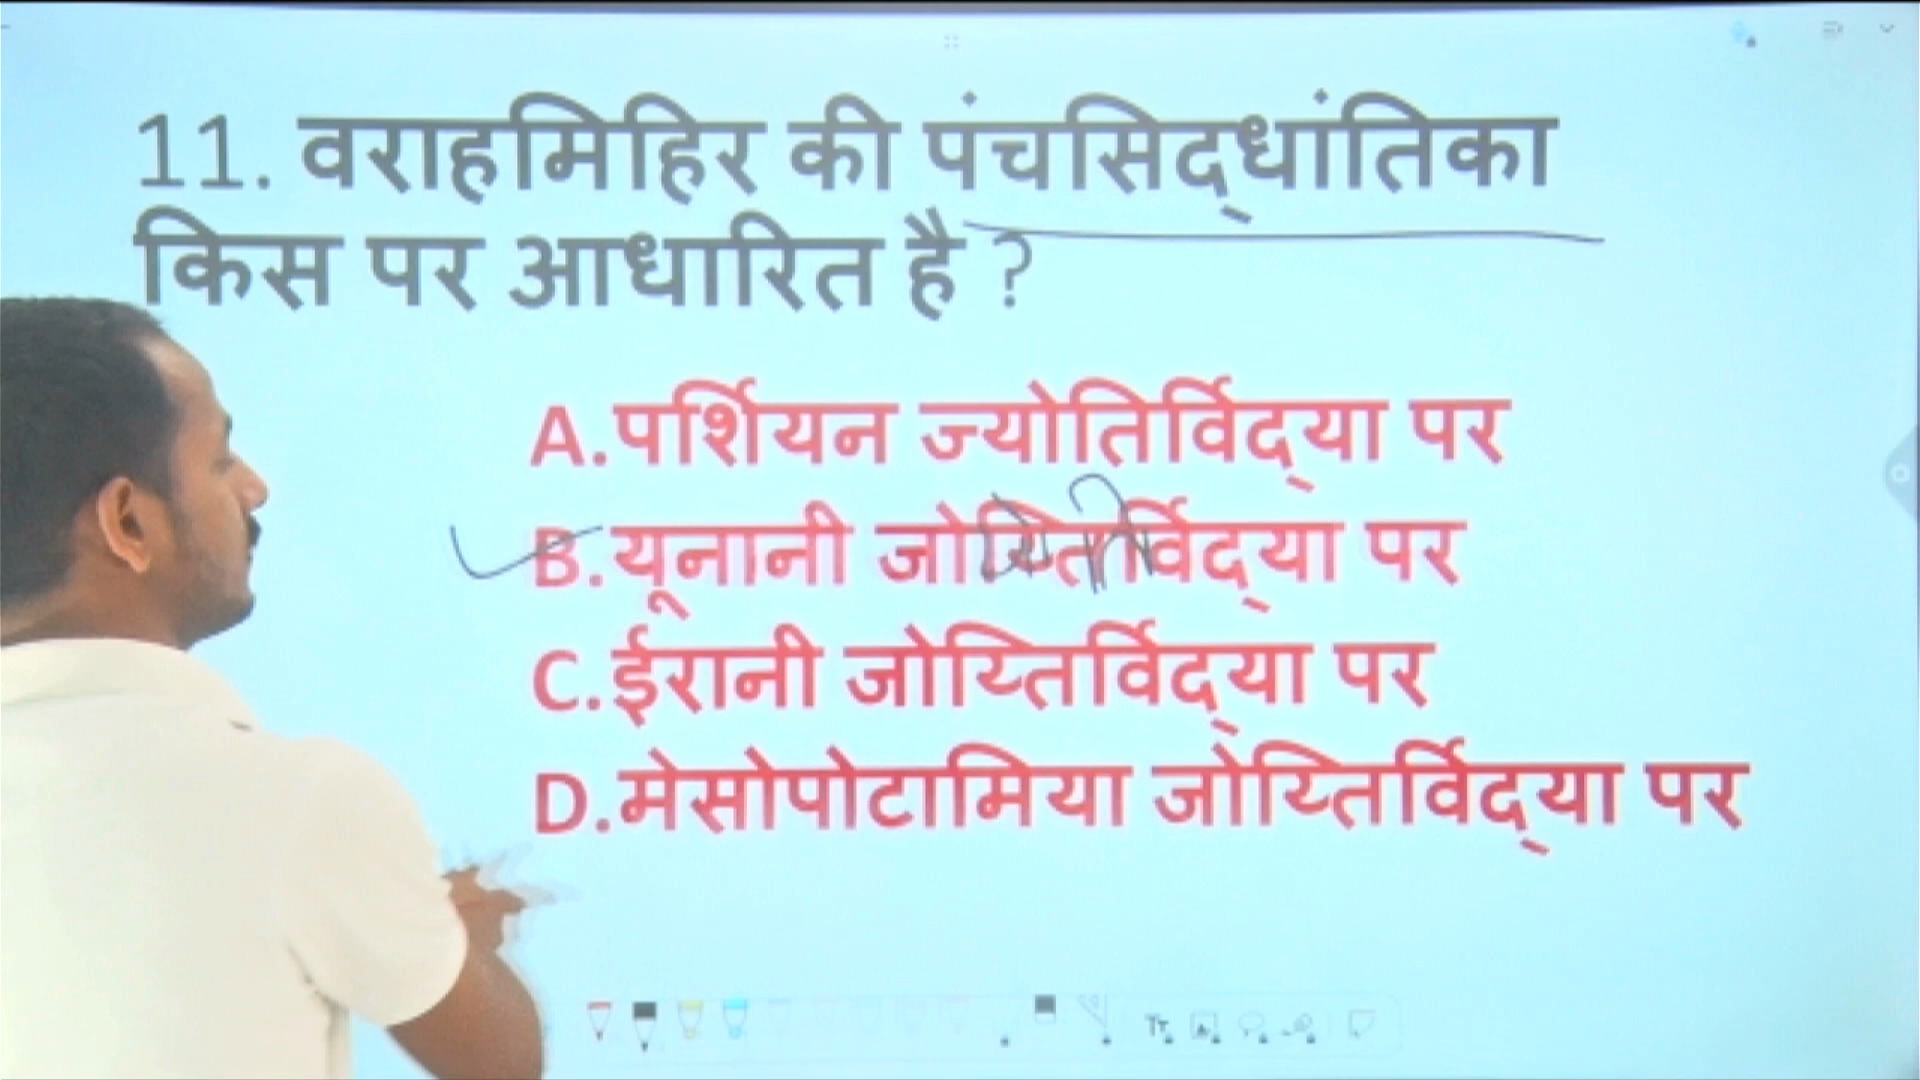 11. वराहमिहिर की पंचसिद्धांतिका
किस पर आधारित है ?
A.पर्शियन ज्योतिर्विद्या पर
B.यूनानी जोय्तिर्विद्या पर
C.ईरानी जोय्तिर्विद्या पर
D.मेसोपोटामिया जोय्तिर्विद्या पर